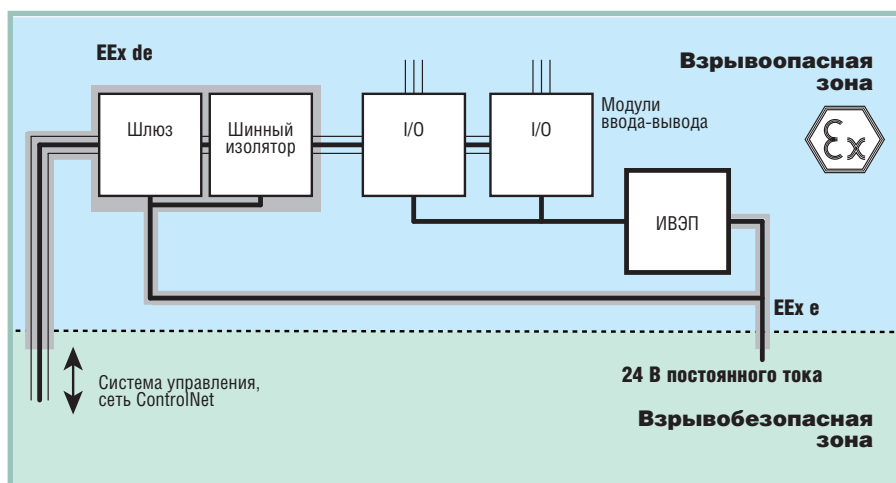 EEx de
Взрывоопасная
зона
Шлюз
Шинный
изолятор
I/O
I/O
Модули
ввода-вывода
Ex
ИВЭП
EEx e
24 В постоянного тока
Система управления,
сеть ControlNet
Взрывобезопасная
зона